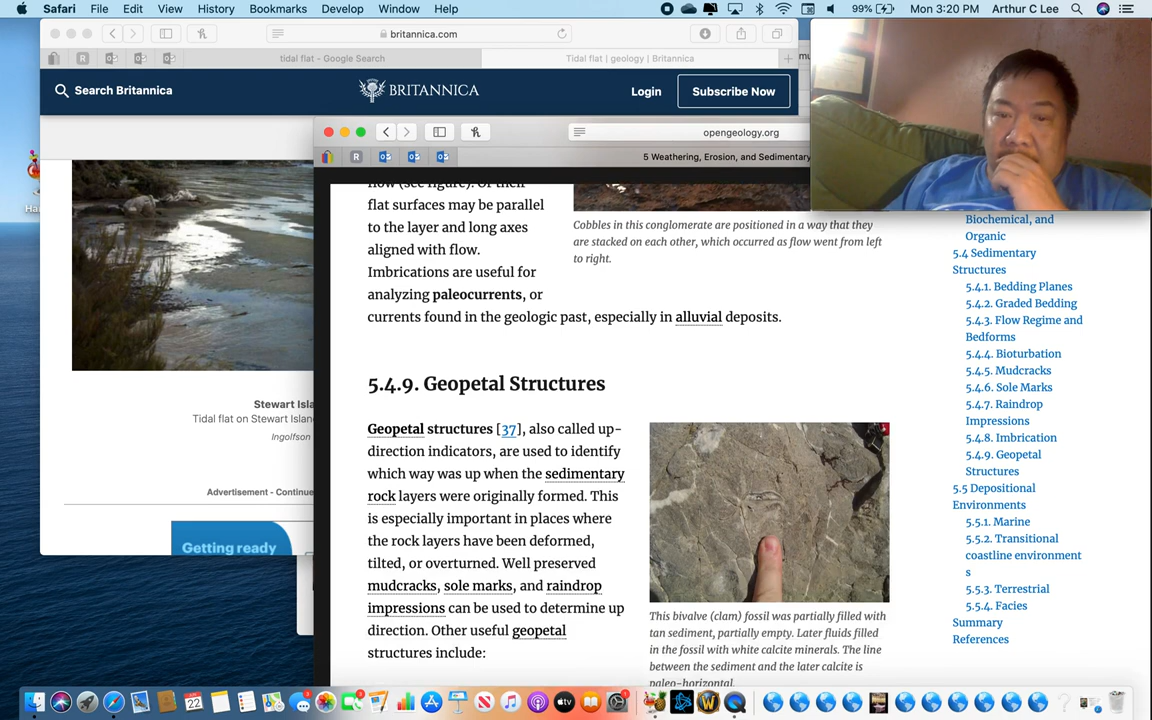 Safari File Edit View History Bookmarks Develop Window Help 99% Mon 3:20 PM Arthur C Lee
britannica.com
tidal flat - Google Search
Tidal flat | geology | Britannica
Search Britannica
BRITANNICA
Login
Subscribe Now
opengeology.org
5 Weathering, Erosion, and Sedimentary
flow (see figure). Or their
flat surfaces may be parallel
to the layer and long axes
aligned with flow.
Imbrications are useful for
analyzing paleocurrents, or
currents found in the geologic past, especially in alluvial deposits.
Cobbles in this conglomerate are positioned in a way that they
are stacked on each other, which occurred as flow went from left
to right.
5.4.9. Geopetal Structures
Geopetal structures [37], also called up-
direction indicators, are used to identify
which way was up when the sedimentary
rock layers were originally formed. This
is especially important in places where
the rock layers have been deformed,
tilted, or overturned. Well preserved
mudcracks, sole marks, and raindrop
impressions can be used to determine up
direction. Other useful geopetal
structures include:
This bivalve (clam) fossil was partially filled with
tan sediment, partially empty. Later fluids filled
in the fossil with white calcite minerals. The line
between the sediment and the later calcite is
paleo-horizontal.
Biochemical, and
Organic
5.4 Sedimentary
Structures
5.4.1. Bedding Planes
5.4.2. Graded Bedding
5.4.3. Flow Regime and
Bedforms
5.4.4. Bioturbation
5.4.5. Mudcracks
5.4.6. Sole Marks
5.4.7. Raindrop
Impressions
5.4.8. Imbrication
5.4.9. Geopetal
Structures
5.5 Depositional
Environments
5.5.1. Marine
5.5.2. Transitional
coastline environment
s
5.5.3. Terrestrial
5.5.4. Facies
Summary
References
Stewart Isla
Tidal flat on Stewart Islan
Ingolfson
Advertisement - Continue
Getting ready
Ha